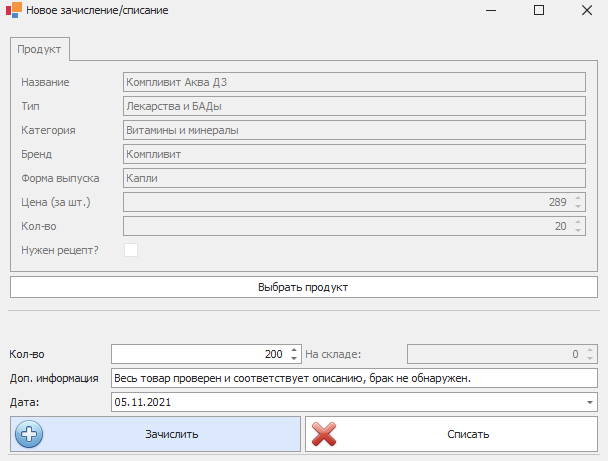 Новое зачисление/списание
Продукт
Название Компливит Аква Д3
Тип Лекарства и БАДы
Категория Витамины и минералы
Бренд Компливит
Форма выпуска Капли
Цена (за шт.) 289
Кол-во 20
Нужен рецепт?
Выбрать продукт
Кол-во 200 На складе: 0
Доп. информация Весь товар проверен и соответствует описанию, брак не обнаружен.
Дата: 05.11.2021
Зачислить Списать